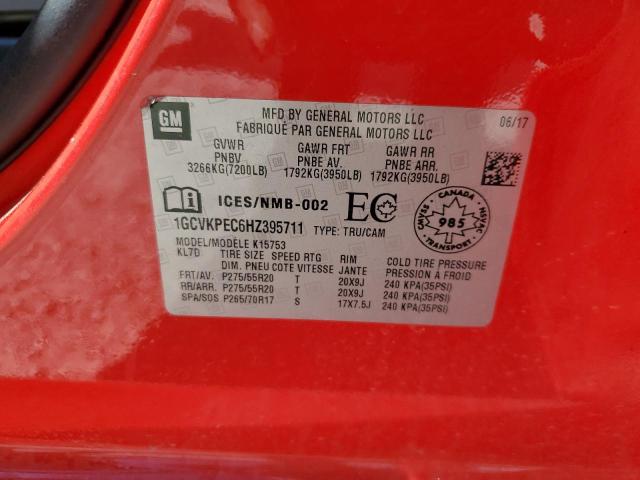 GM
MFD BY GENERAL MOTORS LLC
FABRIQUÉ PAR GENERAL MOTORS LLC
06/17
GVWR GAWR FRT GAWR RR
PNBV PNBE AV. PNBE ARR.
3266KG(7200LB) 1792KG(3950LB) 1792KG(3950LB)
ICES/NMB-002 EC
CANADA
CMVSS 985 NSVAC
TRANSPORT
1GCVKPEC6HZ395711 TYPE: TRU/CAM
MODEL/MODÈLE K15753
KL7D TIRE SIZE SPEED RTG RIM COLD TIRE PRESSURE
DIM. PNEU COTE VITESSE JANTE PRESSION A FROID
FRT/AV. P275/55R20 T 20X9J 240 KPA(35PSI)
RR/ARR. P275/55R20 T 20X9J 240 KPA(35PSI)
SPA/SOS P265/70R17 S 17X7.5J 240 KPA(35PSI)